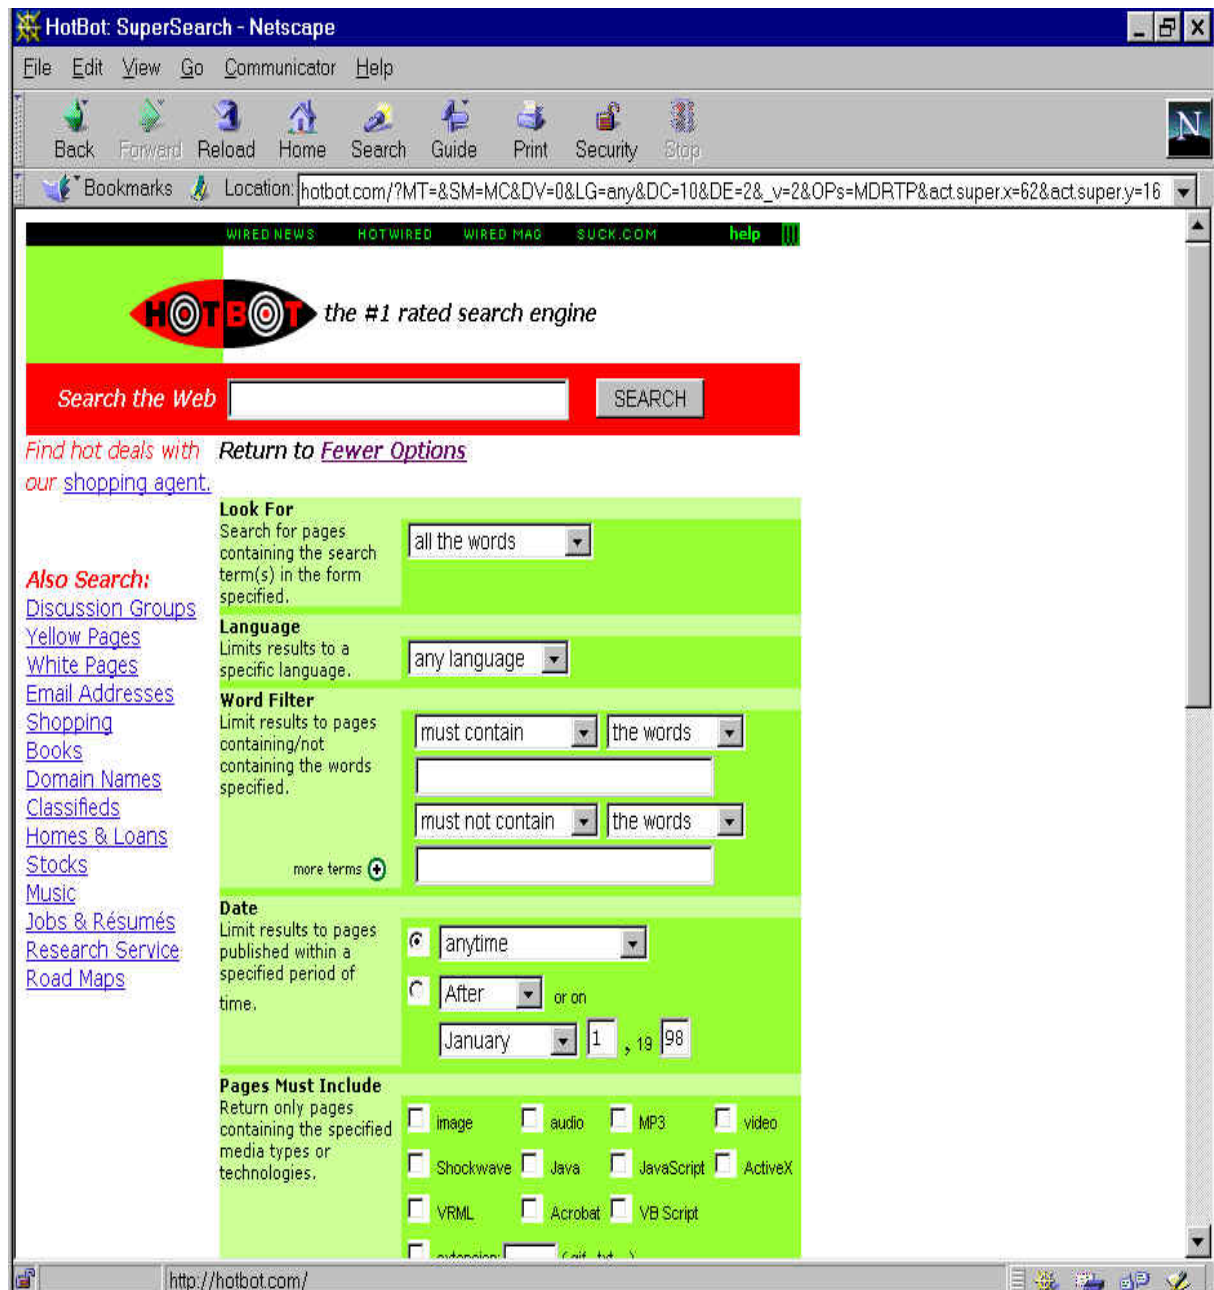 HotBot: SuperSearch - Netscape
File Edit View Go Communicator Help
Back Forward Reload Home Search Guide Print Security Stop
N
Bookmarks Location: hotbot.com/?MT=&SM=MC&DV=0&LG=any&DC=10&DE=2&_v=2&OPs=MDRTP&act.super.x=62&act.super.y=16
WIRED NEWS HOTWIRED WIRED MAG SUCK.COM help
HOTBOT the #1 rated search engine
Search the Web SEARCH
Find hot deals with
our shopping agent.
Return to Fewer Options
Also Search:
Discussion Groups
Yellow Pages
White Pages
Email Addresses
Shopping
Books
Domain Names
Classifieds
Homes & Loans
Stocks
Music
Jobs & Résumés
Research Service
Road Maps
Look For
Search for pages
containing the search
term(s) in the form
specified.
all the words
Language
Limits results to a
specific language.
any language
Word Filter
Limit results to pages
containing/not
containing the words
specified.
must contain the words
must not contain the words
more terms
Date
Limit results to pages
published within a
specified period of
time.
anytime
After or on
January 1 , 19 98
Pages Must Include
Return only pages
containing the specified
media types or
technologies.
image audio MP3 video
Shockwave Java JavaScript ActiveX
VRML Acrobat VB Script
extension:
http://hotbot.com/